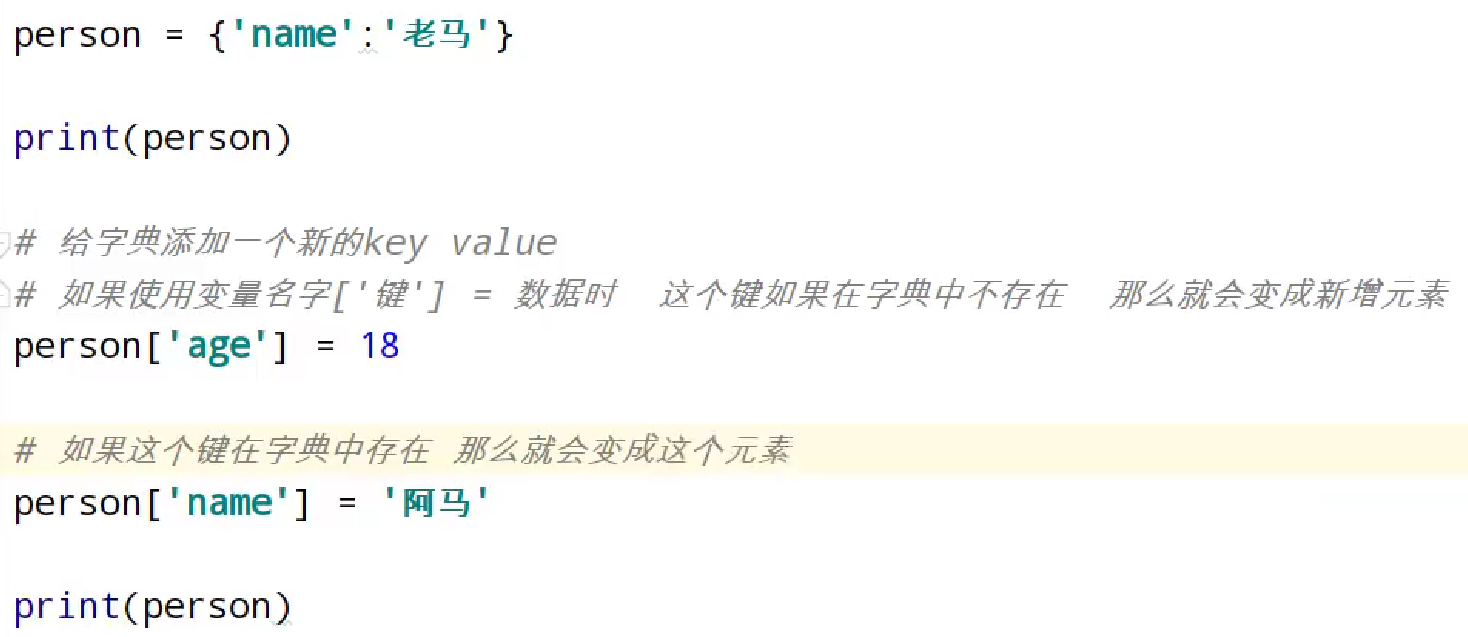 person = {'name':'老马'}
print(person)
# 给字典添加一个新的key value
# 如果使用变量名字['键'] = 数据时  这个键如果在字典中不存在  那么就会变成新增元素
person['age'] = 18
# 如果这个键在字典中存在 那么就会变成这个元素
person['name'] = '阿马'
print(person)